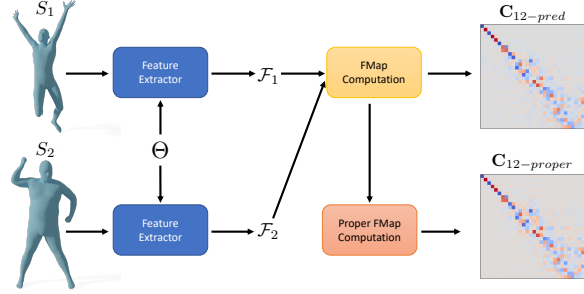 S₁
Feature
Extractor
ℱ₁
FMap
Computation
C₁₂₋pred
Θ
S₂
Feature
Extractor
ℱ₂
Proper FMap
Computation
C₁₂₋proper